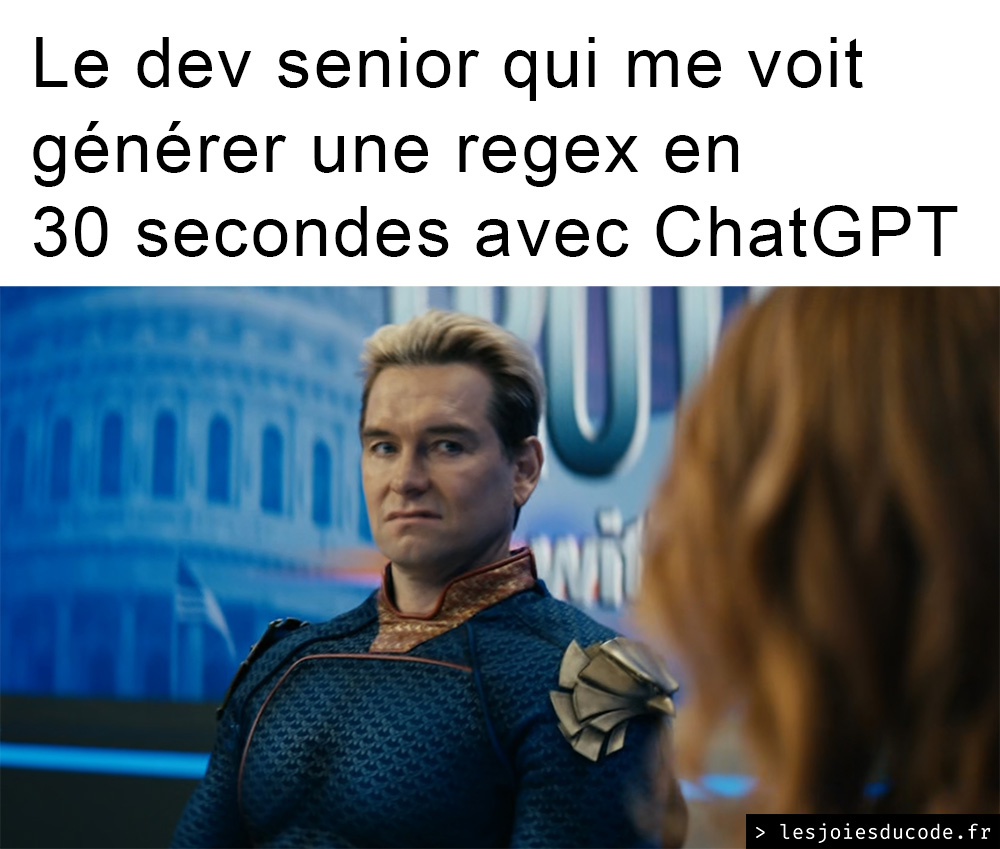 Le dev senior qui me voit
générer une regex en
30 secondes avec ChatGPT
> lesjoiesducode.fr